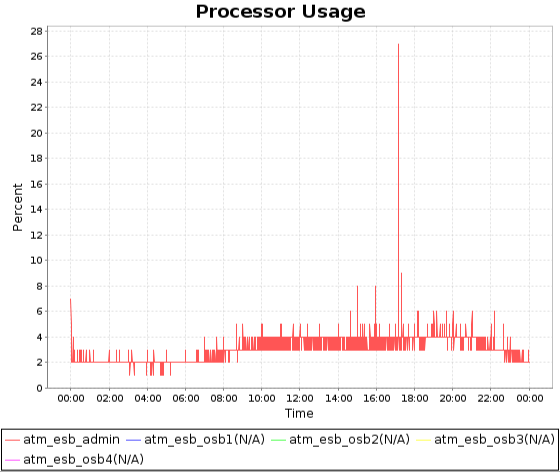 Processor Usage
28
26
24
22
20
18
16
14
12
10
8
6
4
2
0
Percent
00:00 02:00 04:00 06:00 08:00 10:00 12:00 14:00 16:00 18:00 20:00 22:00 00:00
Time
atm_esb_admin atm_esb_osb1(N/A) atm_esb_osb2(N/A) atm_esb_osb3(N/A)
atm_esb_osb4(N/A)